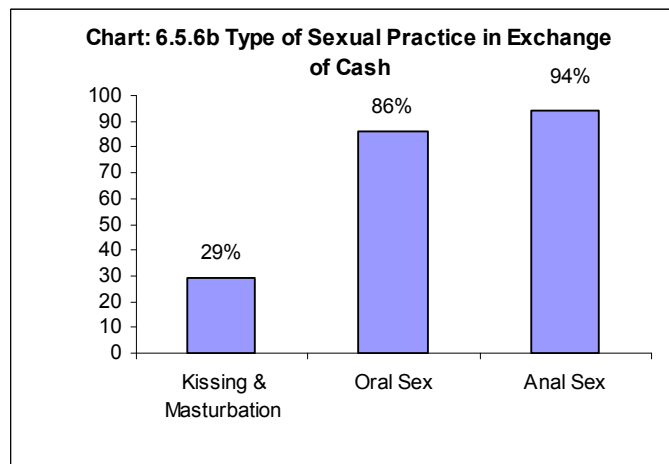 Chart: 6.5.6b Type of Sexual Practice in Exchange
of Cash
94%
86%
29%
100
90
80
70
60
50
40
30
20
10
0
Kissing &
Masturbation
Oral Sex
Anal Sex